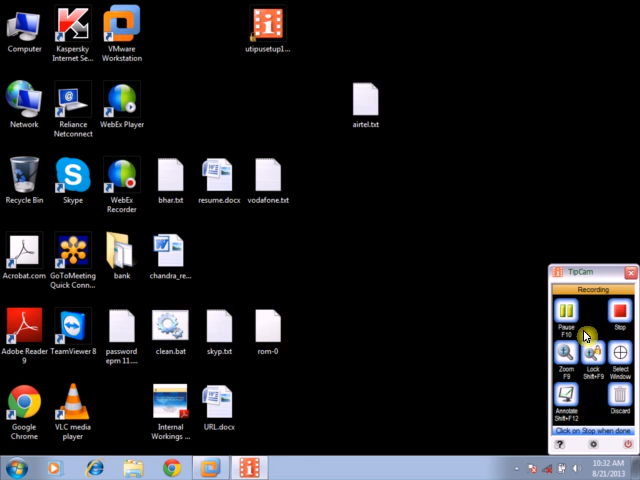 Computer
Kaspersky
Internet Se...
VMware
Workstation
utipusetup1...
Network
Reliance
Netconnect
WebEx Player
airtel.txt
Recycle Bin
Skype
WebEx
Recorder
bhar.txt
resume.docx
vodafone.txt
Acrobat.com
GoToMeeting
Quick Conn...
bank
chandra_re...
Adobe Reader
9
TeamViewer 8
password
epm 11....
clean.bat
skyp.txt
rom-0
Google
Chrome
VLC media
player
Internal
Workings ...
URL.docx
TipCam
Recording
Pause
F10
Stop
Zoom
F9
Lock
Shift+F9
Select
Window
Annotate
Shift+F12
Discard
Click on Stop when done
?
10:32 AM
8/21/2013